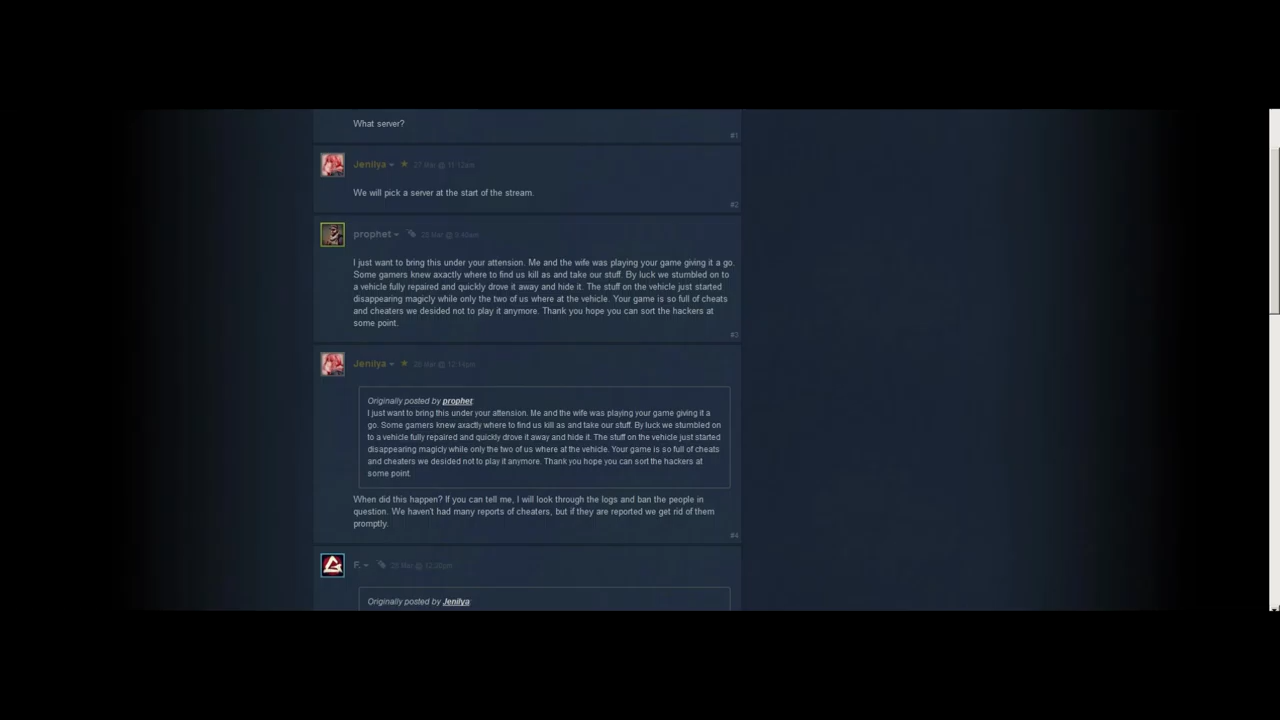 What server?
#1
Jenilya
27 Mar @ 11:12am
We will pick a server at the start of the stream.
#2
prophet
I just want to bring this under your attension. Me and the wife was playing your game giving it a go.
Some gamers knew axactly where to find us kill as and take our stuff. By luck we stumbled on to
a vehicle fully repaired and quickly drove it away and hide it. The stuff on the vehicle just started
disappearing magicly while only the two of us where at the vehicle. Your game is so full of cheats
and cheaters we desided not to play it anymore. Thank you hope you can sort the hackers at
some point.
#3
Jenilya
28 Mar @ 12:14pm
Originally posted by prophet:
I just want to bring this under your attension. Me and the wife was playing your game giving it a
go. Some gamers knew axactly where to find us kill as and take our stuff. By luck we stumbled on
to a vehicle fully repaired and quickly drove it away and hide it. The stuff on the vehicle just started
disappearing magicly while only the two of us where at the vehicle. Your game is so full of cheats
and cheaters we desided not to play it anymore. Thank you hope you can sort the hackers at
some point.
When did this happen? If you can tell me, I will look through the logs and ban the people in
question. We haven't had many reports of cheaters, but if they are reported we get rid of them
promptly.
#4
F.
Originally posted by Jenilya: